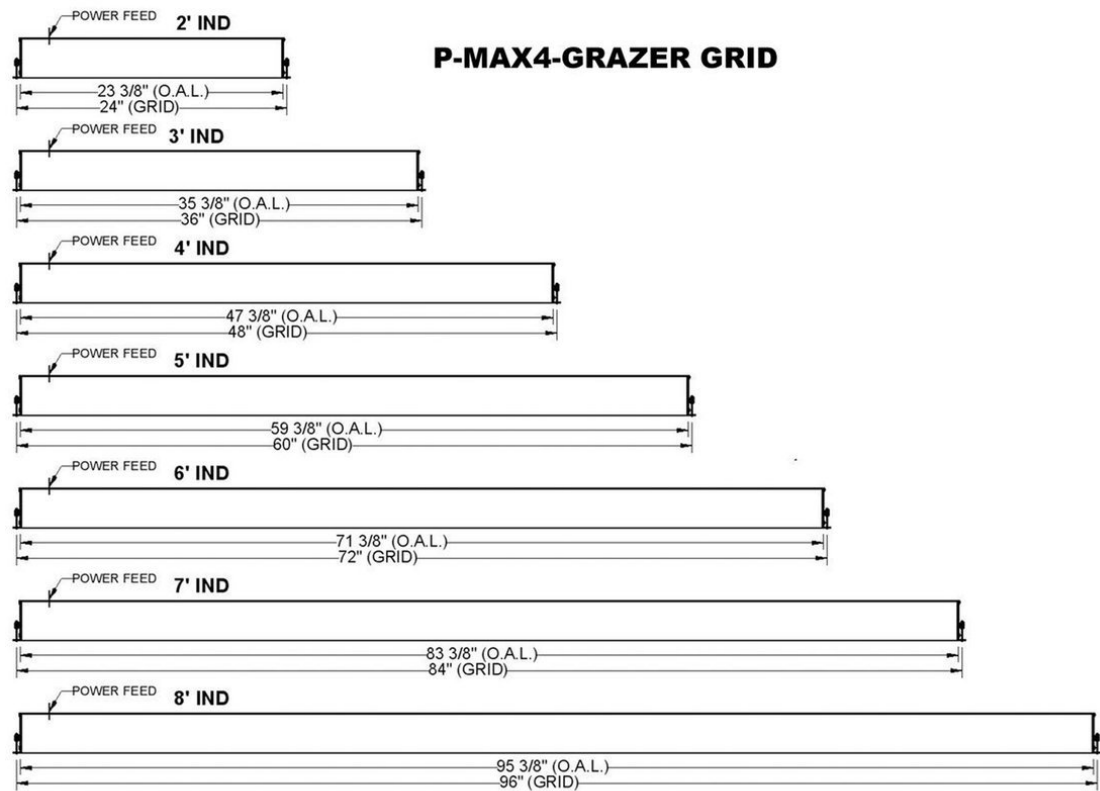 POWER FEED 2' IND
P-MAX4-GRAZER GRID
23 3/8" (O.A.L.)
24" (GRID)
POWER FEED 3' IND
35 3/8" (O.A.L.)
36" (GRID)
POWER FEED 4' IND
47 3/8" (O.A.L.)
48" (GRID)
POWER FEED 5' IND
59 3/8" (O.A.L.)
60" (GRID)
POWER FEED 6' IND
71 3/8" (O.A.L.)
72" (GRID)
POWER FEED 7' IND
83 3/8" (O.A.L.)
84" (GRID)
POWER FEED 8' IND
95 3/8" (O.A.L.)
96" (GRID)